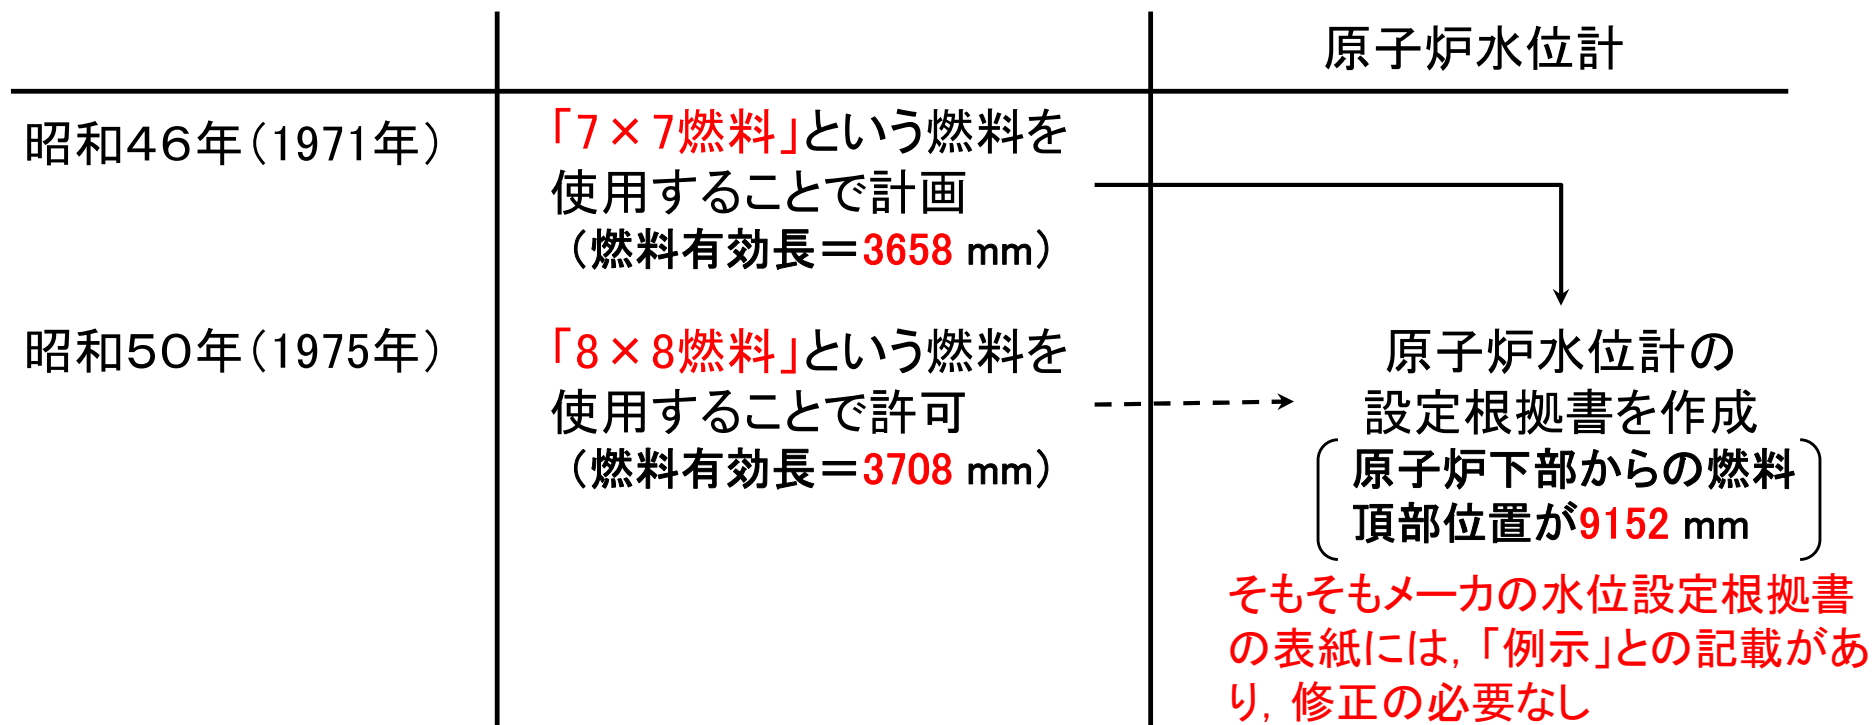 原子炉水位計
昭和46年(1971年)
「7×7燃料」という燃料を
使用することで計画
(燃料有効長=3658 mm)
昭和50年(1975年)
「8×8燃料」という燃料を
使用することで許可
(燃料有効長=3708 mm)
原子炉水位計の
設定根拠書を作成
原子炉下部からの燃料
頂部位置が9152 mm
そもそもメーカの水位設定根拠書
の表紙には,「例示」との記載があ
り, 修正の必要なし